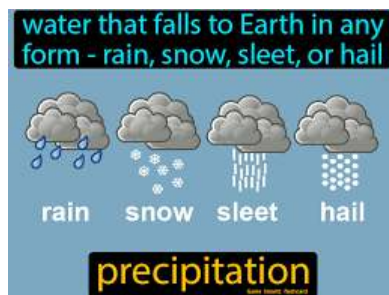 water that falls to Earth in any
form - rain, snow, sleet, or hail
rain snow sleet hail
precipitation